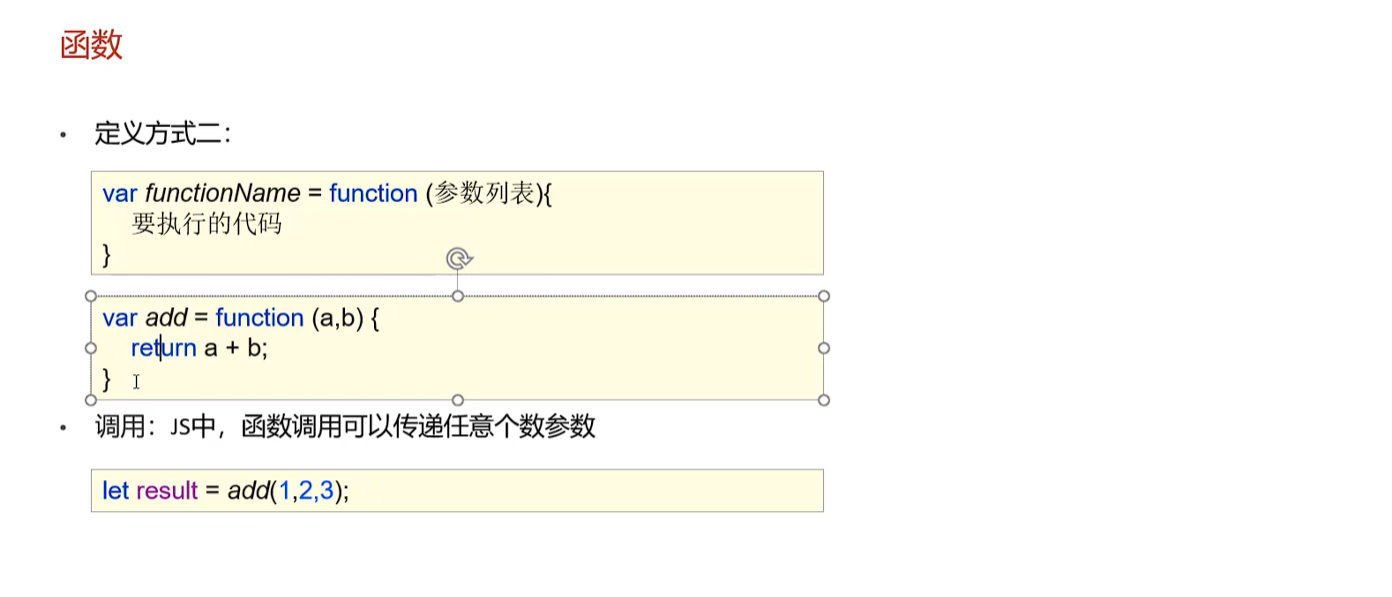 函数
• 定义方式二：
var functionName = function (参数列表){
要执行的代码
}
var add = function (a,b) {
return a + b;
}
• 调用：JS中，函数调用可以传递任意个数参数
let result = add(1,2,3);